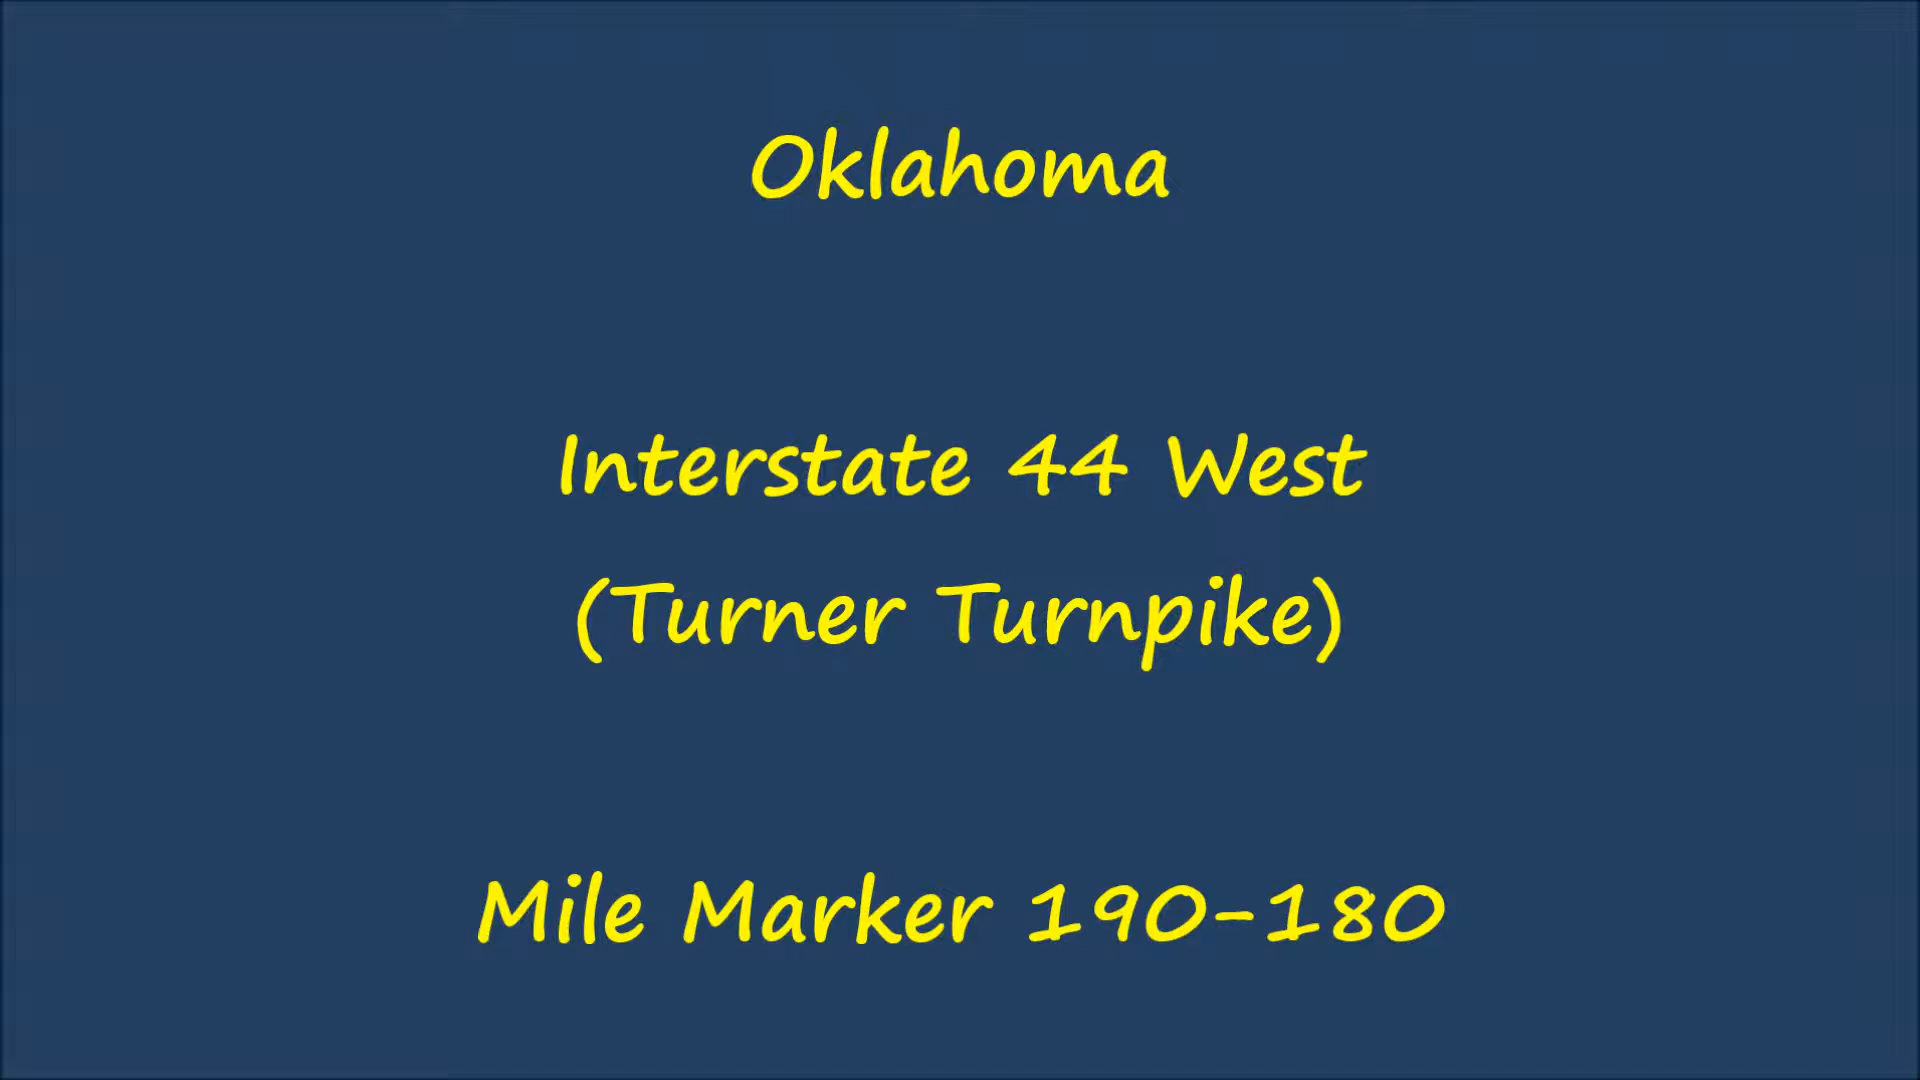 Oklahoma
Interstate 44 West
(Turner Turnpike)
Mile Marker 190-180